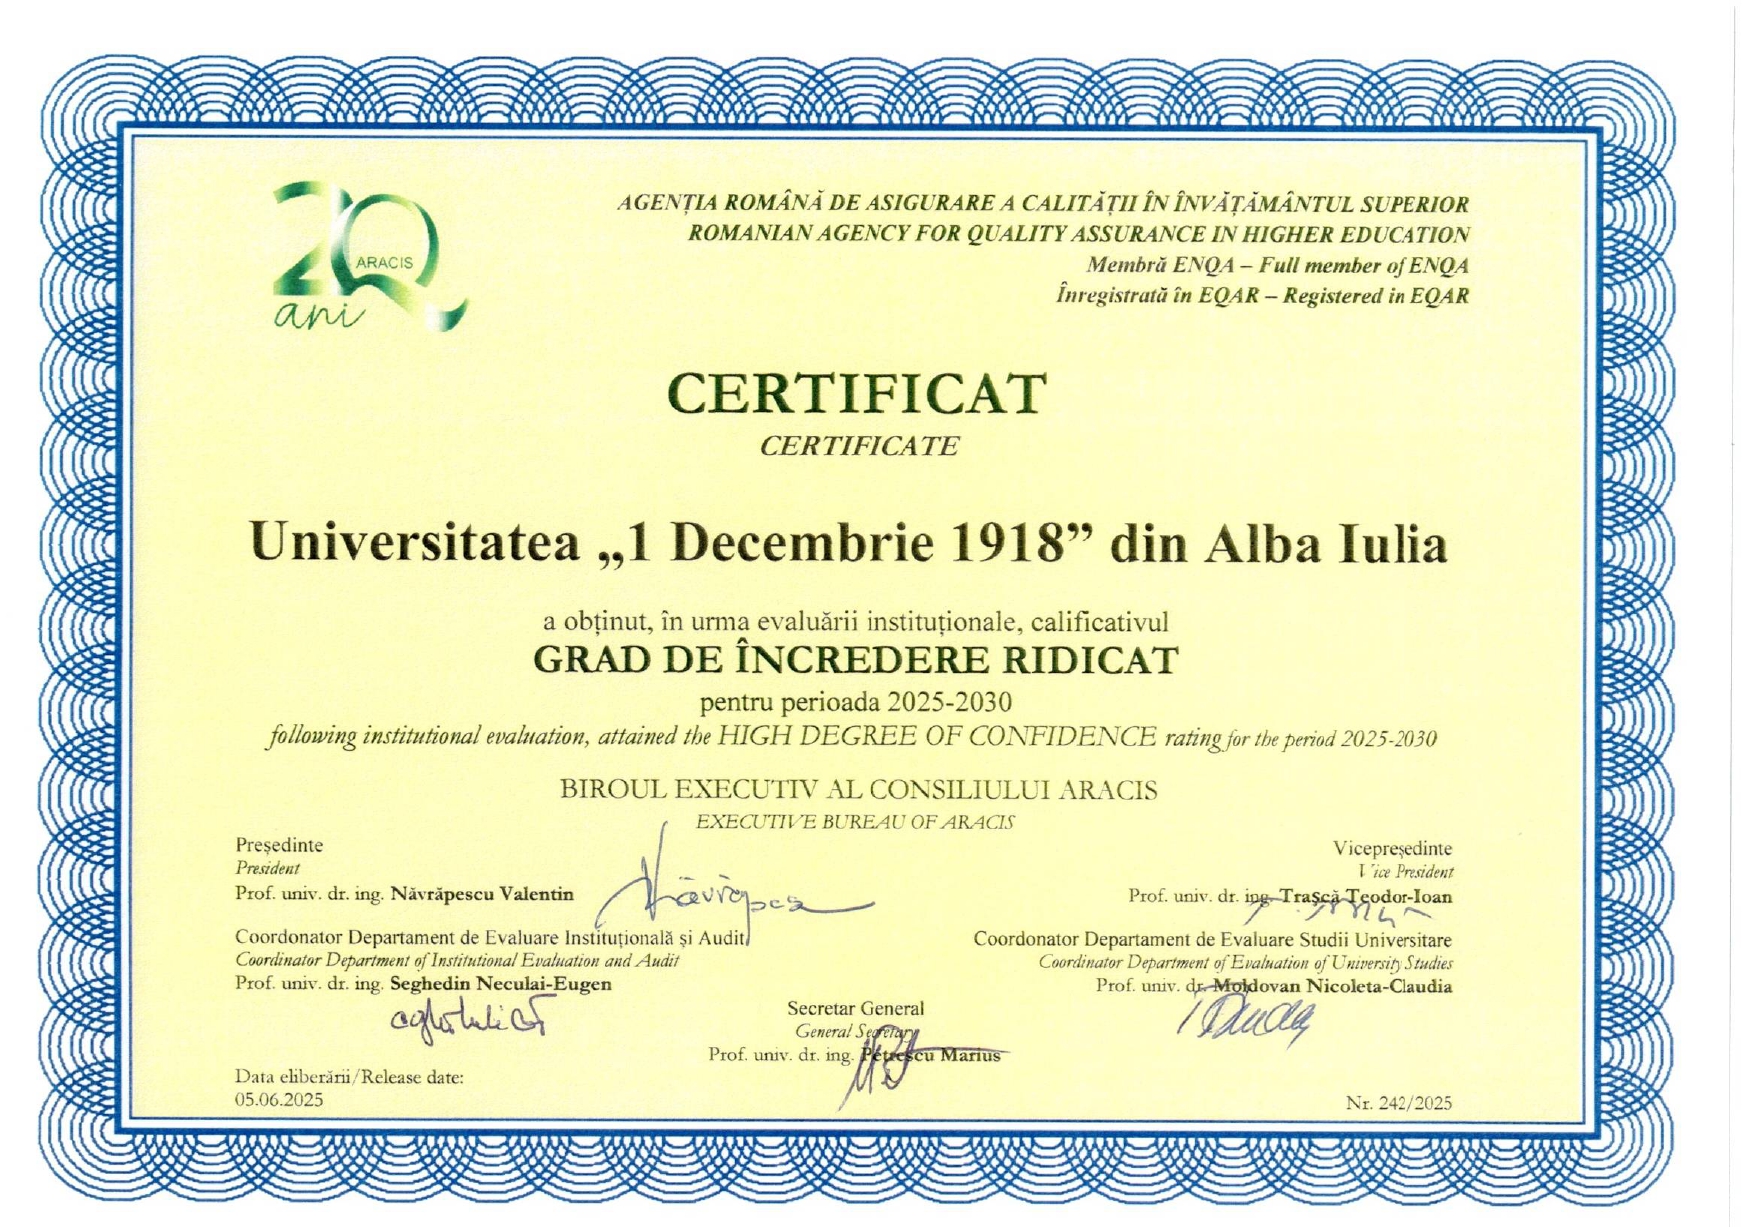 20 ARACIS
ani
AGENȚIA ROMÂNĂ DE ASIGURARE A CALITĂȚII ÎN ÎNVĂȚĂMÂNTUL SUPERIOR
ROMANIAN AGENCY FOR QUALITY ASSURANCE IN HIGHER EDUCATION
Membră ENQA – Full member of ENQA
Înregistrată în EQAR – Registered in EQAR
CERTIFICAT
CERTIFICATE
Universitatea „1 Decembrie 1918” din Alba Iulia
a obținut, în urma evaluării instituționale, calificativul
GRAD DE ÎNCREDERE RIDICAT
pentru perioada 2025-2030
following institutional evaluation, attained the HIGH DEGREE OF CONFIDENCE rating for the period 2025-2030
BIROUL EXECUTIV AL CONSILIULUI ARACIS
EXECUTIVE BUREAU OF ARACIS
Președinte
President
Prof. univ. dr. ing. Năvrăpescu Valentin
Vicepreședinte
Vice President
Prof. univ. dr. ing. Trașcă Teodor-Ioan
Coordonator Departament de Evaluare Instituțională și Audit
Coordinator Department of Institutional Evaluation and Audit
Prof. univ. dr. ing. Seghedin Neculai-Eugen
Coordonator Departament de Evaluare Studii Universitare
Coordinator Department of Evaluation of University Studies
Prof. univ. dr. Moldovan Nicoleta-Claudia
Secretar General
General Secretary
Prof. univ. dr. ing. Petrescu Marius
Data eliberării/Release date:
05.06.2025
Nr. 242/2025